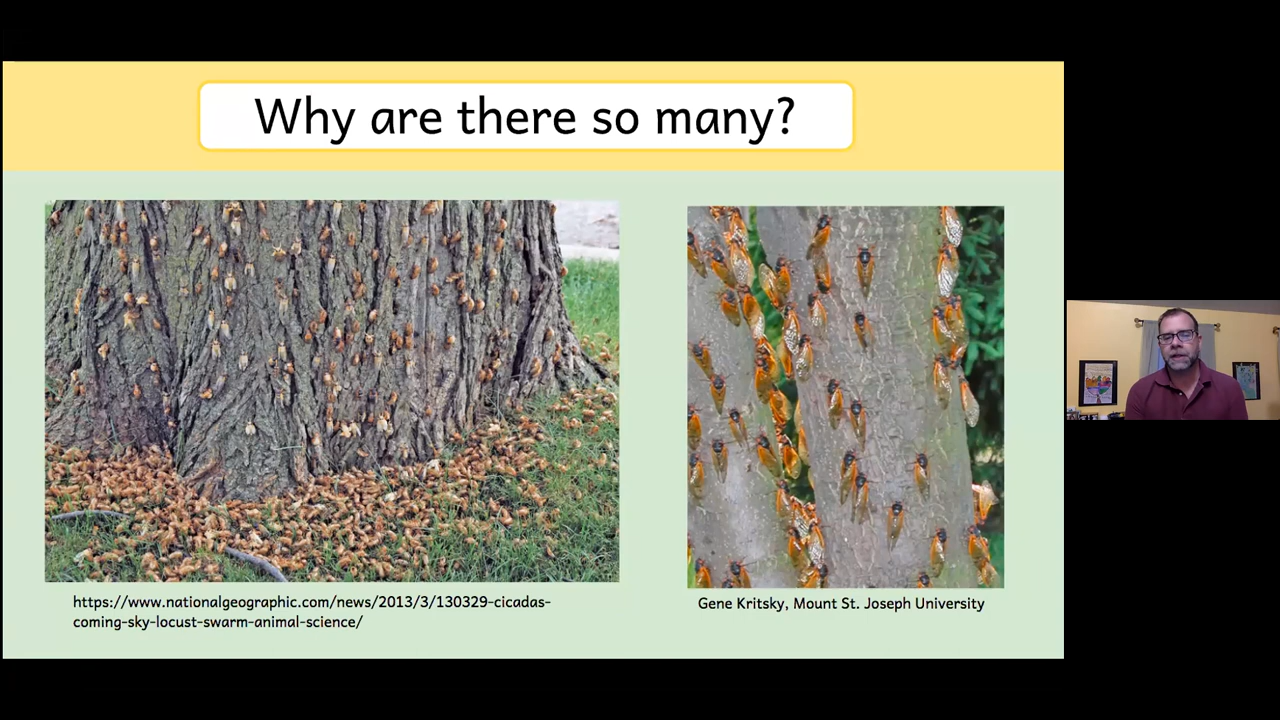 Why are there so many?
https://www.nationalgeographic.com/news/2013/3/130329-cicadas-
coming-sky-locust-swarm-animal-science/
Gene Kritsky, Mount St. Joseph University